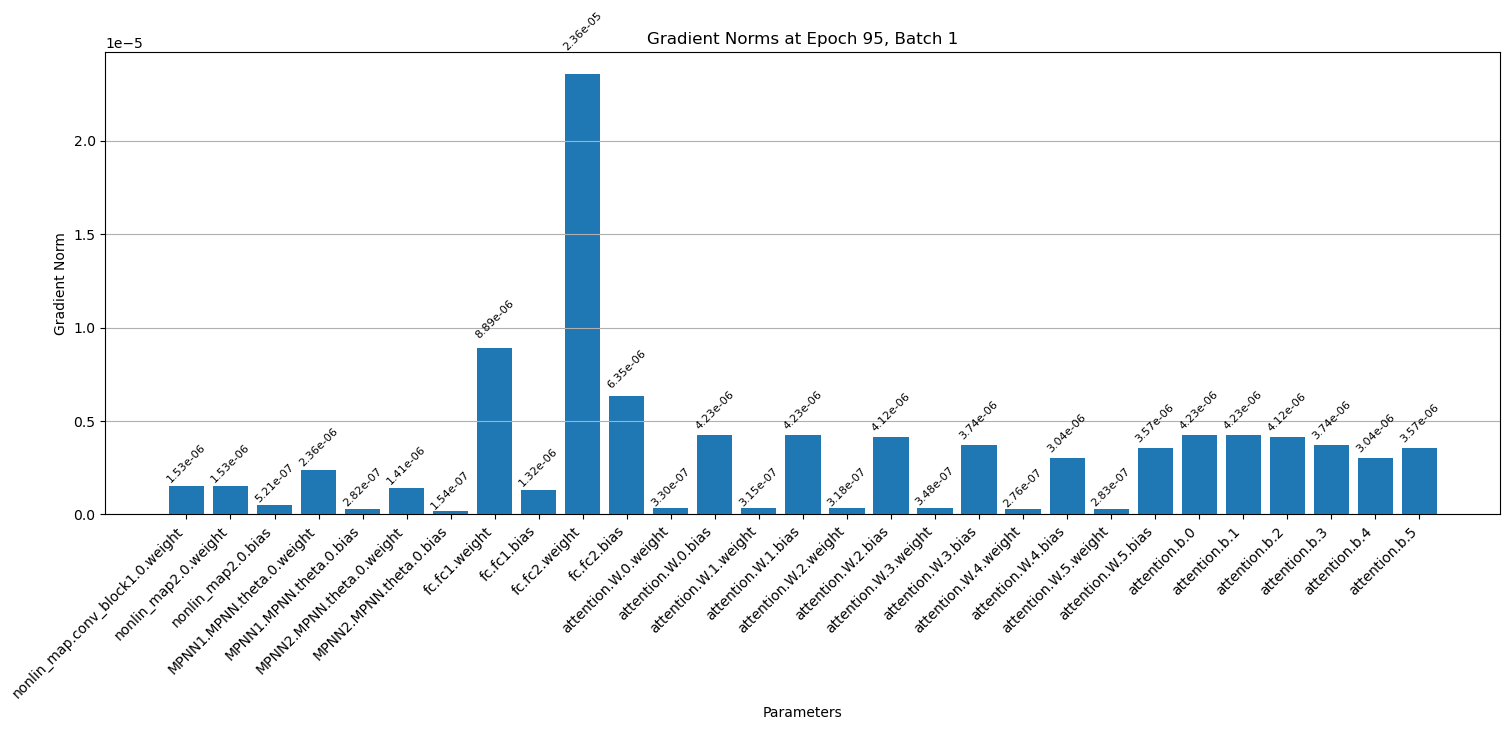 Gradient Norms at Epoch 95, Batch 1
1e−5
2.0
1.5
1.0
0.5
0.0
Gradient Norm
1.53e-06
1.53e-06
5.21e-07
2.36e-06
2.82e-07
1.41e-06
1.54e-07
8.89e-06
1.32e-06
2.36e-05
6.35e-06
3.30e-07
4.23e-06
3.15e-07
4.23e-06
3.18e-07
4.12e-06
3.48e-07
3.74e-06
2.76e-07
3.04e-06
2.83e-07
3.57e-06
4.23e-06
4.23e-06
4.12e-06
3.74e-06
3.04e-06
3.57e-06
nonlin_map.conv_block1.0.weight
nonlin_map2.0.weight
nonlin_map2.0.bias
MPNN1.MPNN.theta.0.weight
MPNN1.MPNN.theta.0.bias
MPNN2.MPNN.theta.0.weight
MPNN2.MPNN.theta.0.bias
fc.fc1.weight
fc.fc1.bias
fc.fc2.weight
fc.fc2.bias
attention.W.0.weight
attention.W.0.bias
attention.W.1.weight
attention.W.1.bias
attention.W.2.weight
attention.W.2.bias
attention.W.3.weight
attention.W.3.bias
attention.W.4.weight
attention.W.4.bias
attention.W.5.weight
attention.W.5.bias
attention.b.0
attention.b.1
attention.b.2
attention.b.3
attention.b.4
attention.b.5
Parameters